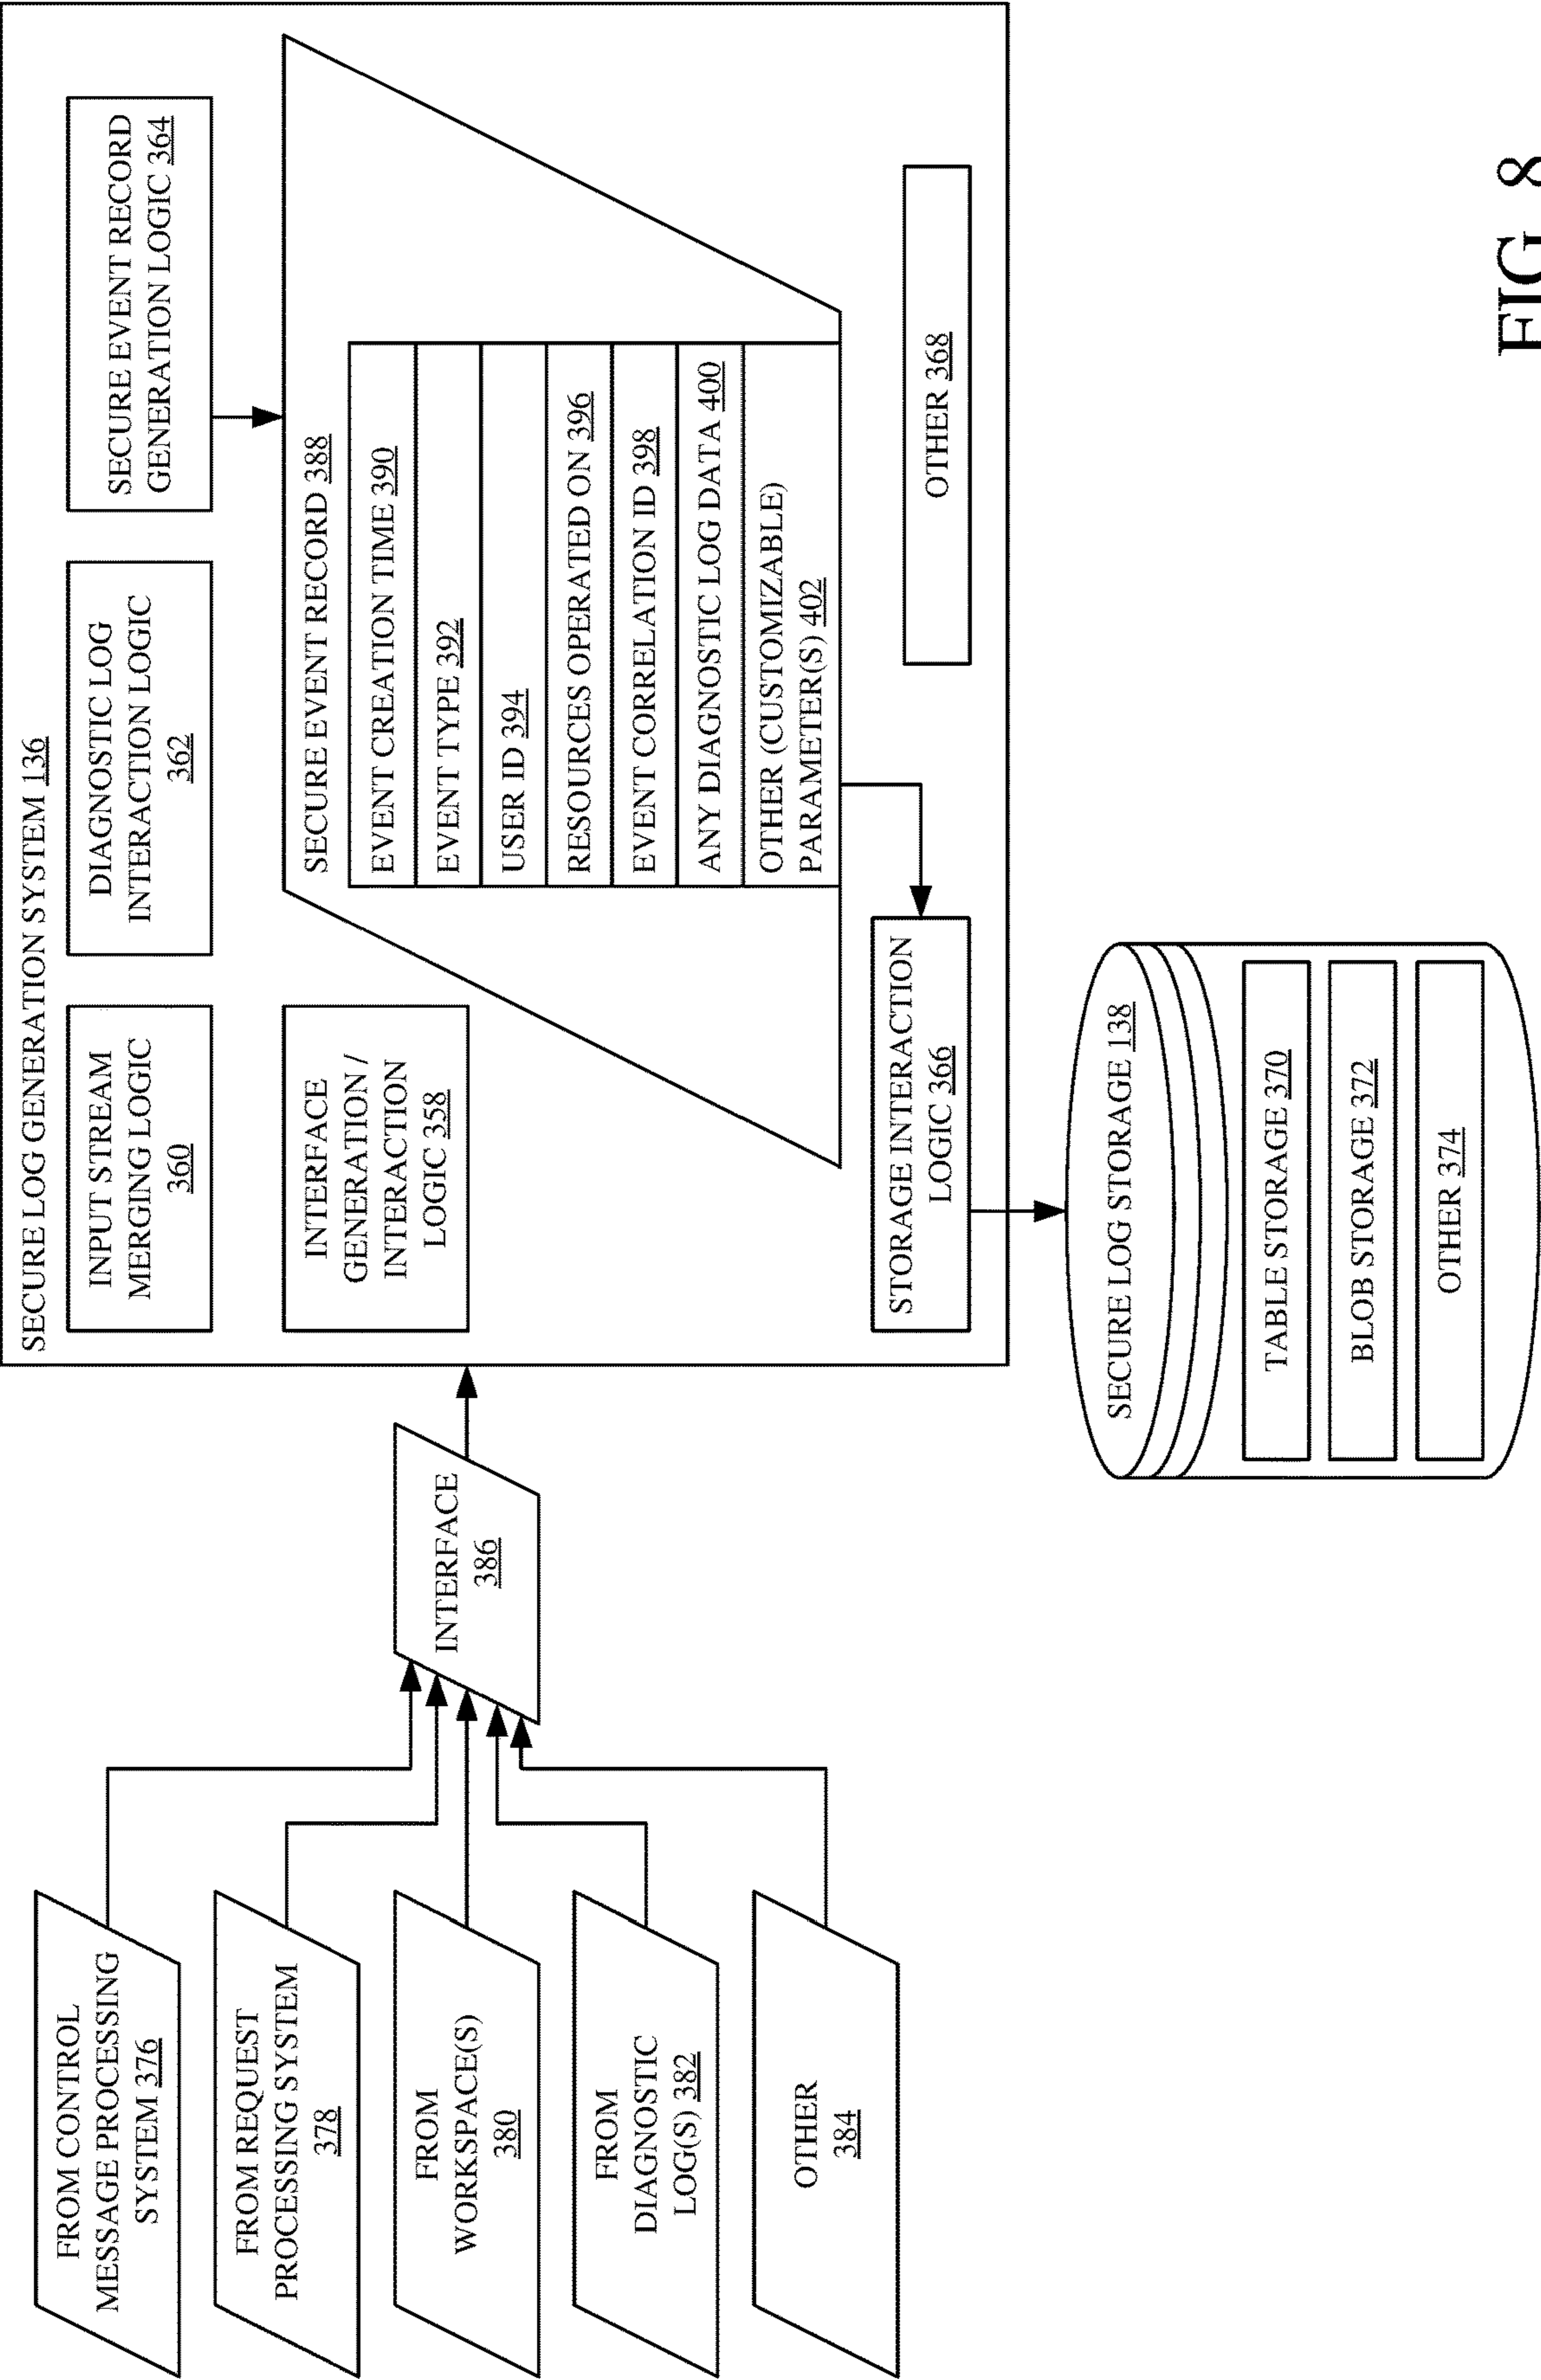 SECURE LOG GENERATION SYSTEM 136
INPUT STREAM
MERGING LOGIC
360
DIAGNOSTIC LOG
INTERACTION LOGIC
362
SECURE EVENT RECORD
GENERATION LOGIC 364
INTERFACE
GENERATION /
INTERACTION
LOGIC 358
SECURE EVENT RECORD 388
EVENT CREATION TIME 390
EVENT TYPE 392
USER ID 394
RESOURCES OPERATED ON 396
EVENT CORRELATION ID 398
ANY DIAGNOSTIC LOG DATA 400
OTHER (CUSTOMIZABLE)
PARAMETER(S) 402
STORAGE INTERACTION
LOGIC 366
OTHER 368
FROM CONTROL
MESSAGE PROCESSING
SYSTEM 376
FROM REQUEST
PROCESSING SYSTEM
378
FROM
WORKSPACE(S)
380
FROM
DIAGNOSTIC
LOG(S) 382
OTHER
384
INTERFACE
386
SECURE LOG STORAGE 138
TABLE STORAGE 370
BLOB STORAGE 372
OTHER 374
FIG. 8